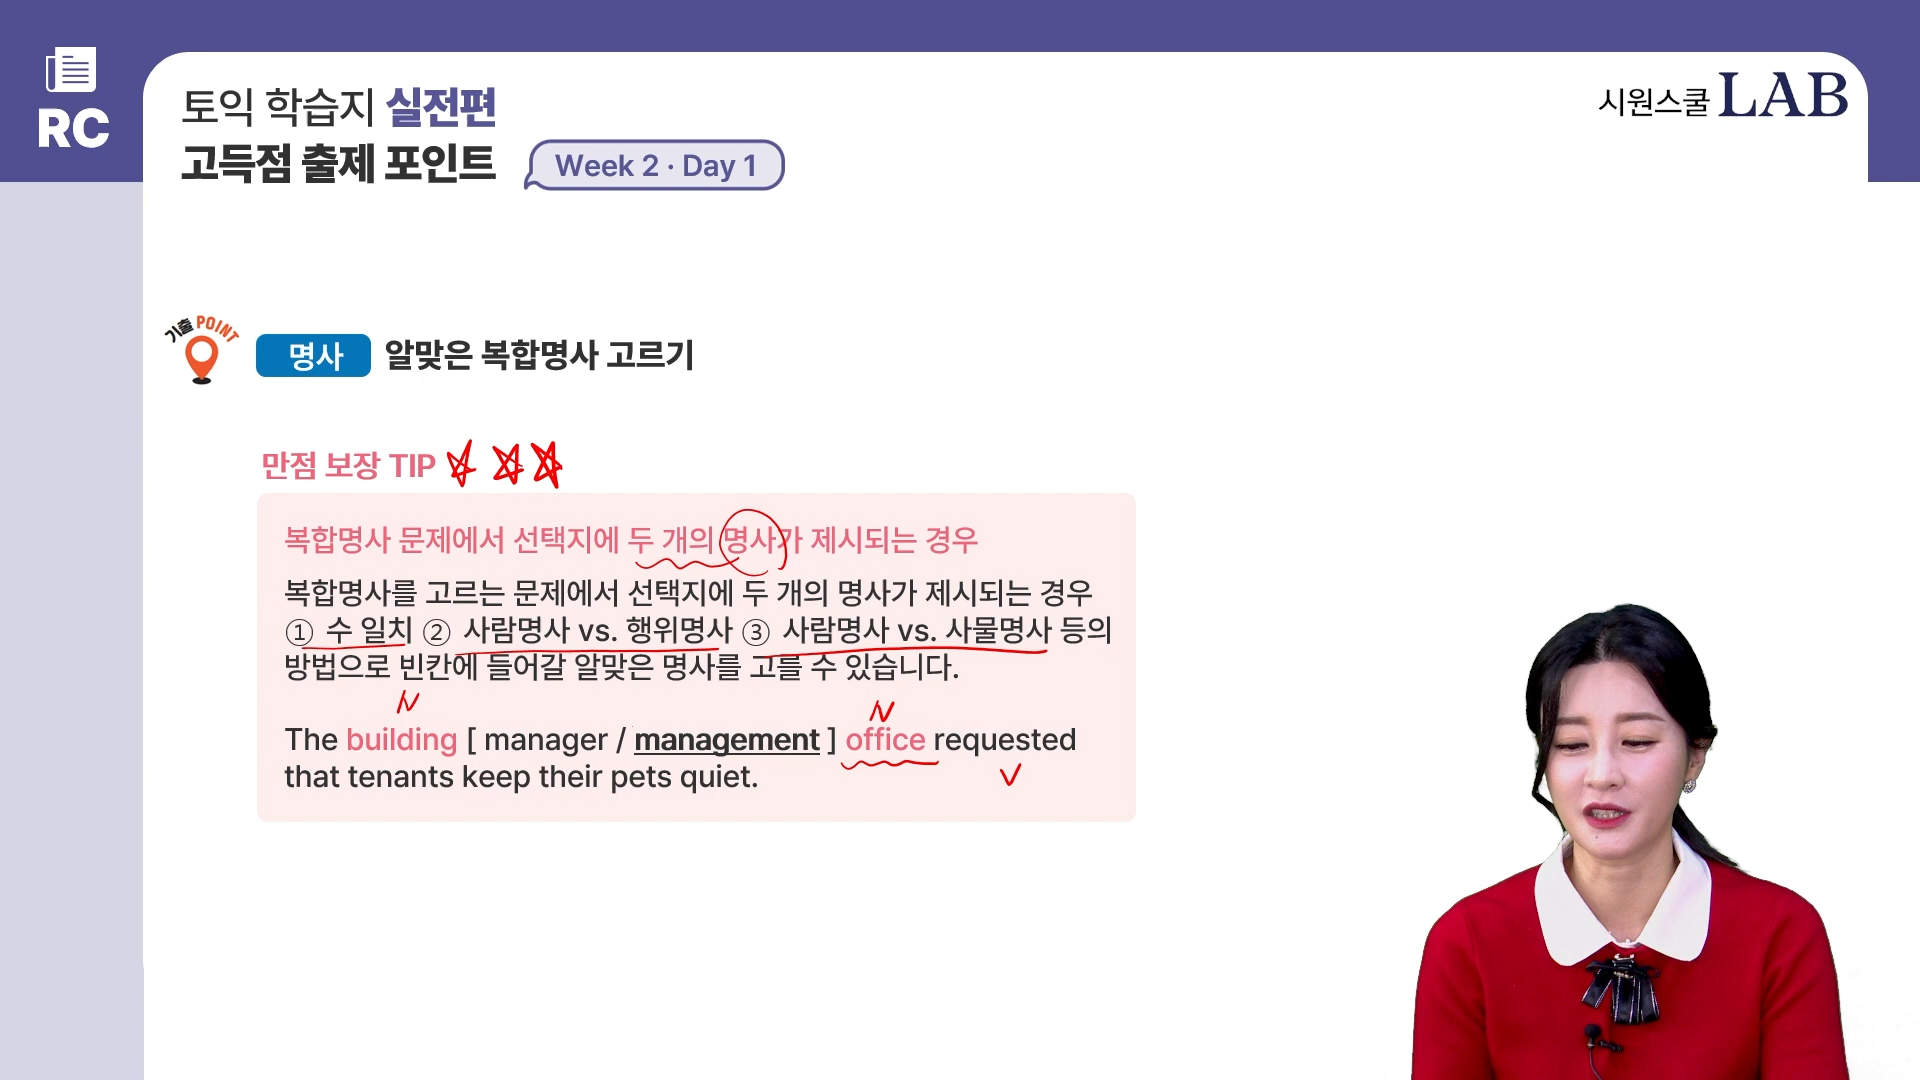 RC
토익 학습지 실전편
고득점 출제 포인트
Week 2 · Day 1
시원스쿨 LAB
기출 POINT
명사 알맞은 복합명사 고르기
만점 보장 TIP
복합명사 문제에서 선택지에 두 개의 명사가 제시되는 경우
복합명사를 고르는 문제에서 선택지에 두 개의 명사가 제시되는 경우
① 수 일치 ② 사람명사 vs. 행위명사 ③ 사람명사 vs. 사물명사 등의
방법으로 빈칸에 들어갈 알맞은 명사를 고를 수 있습니다.
N N
The building [ manager / management ] office requested
that tenants keep their pets quiet.
V